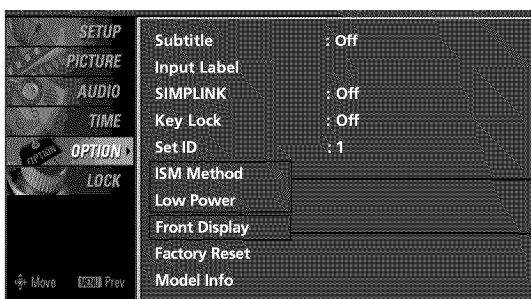 SETUP
PICTURE
AUDIO
TIME
OPTION
LOCK
Move MENU Prev
Subtitle : Off
Input Label
SIMPLINK : Off
Key Lock : Off
Set ID : 1
ISM Method
Low Power
Front Display
Factory Reset
Model Info